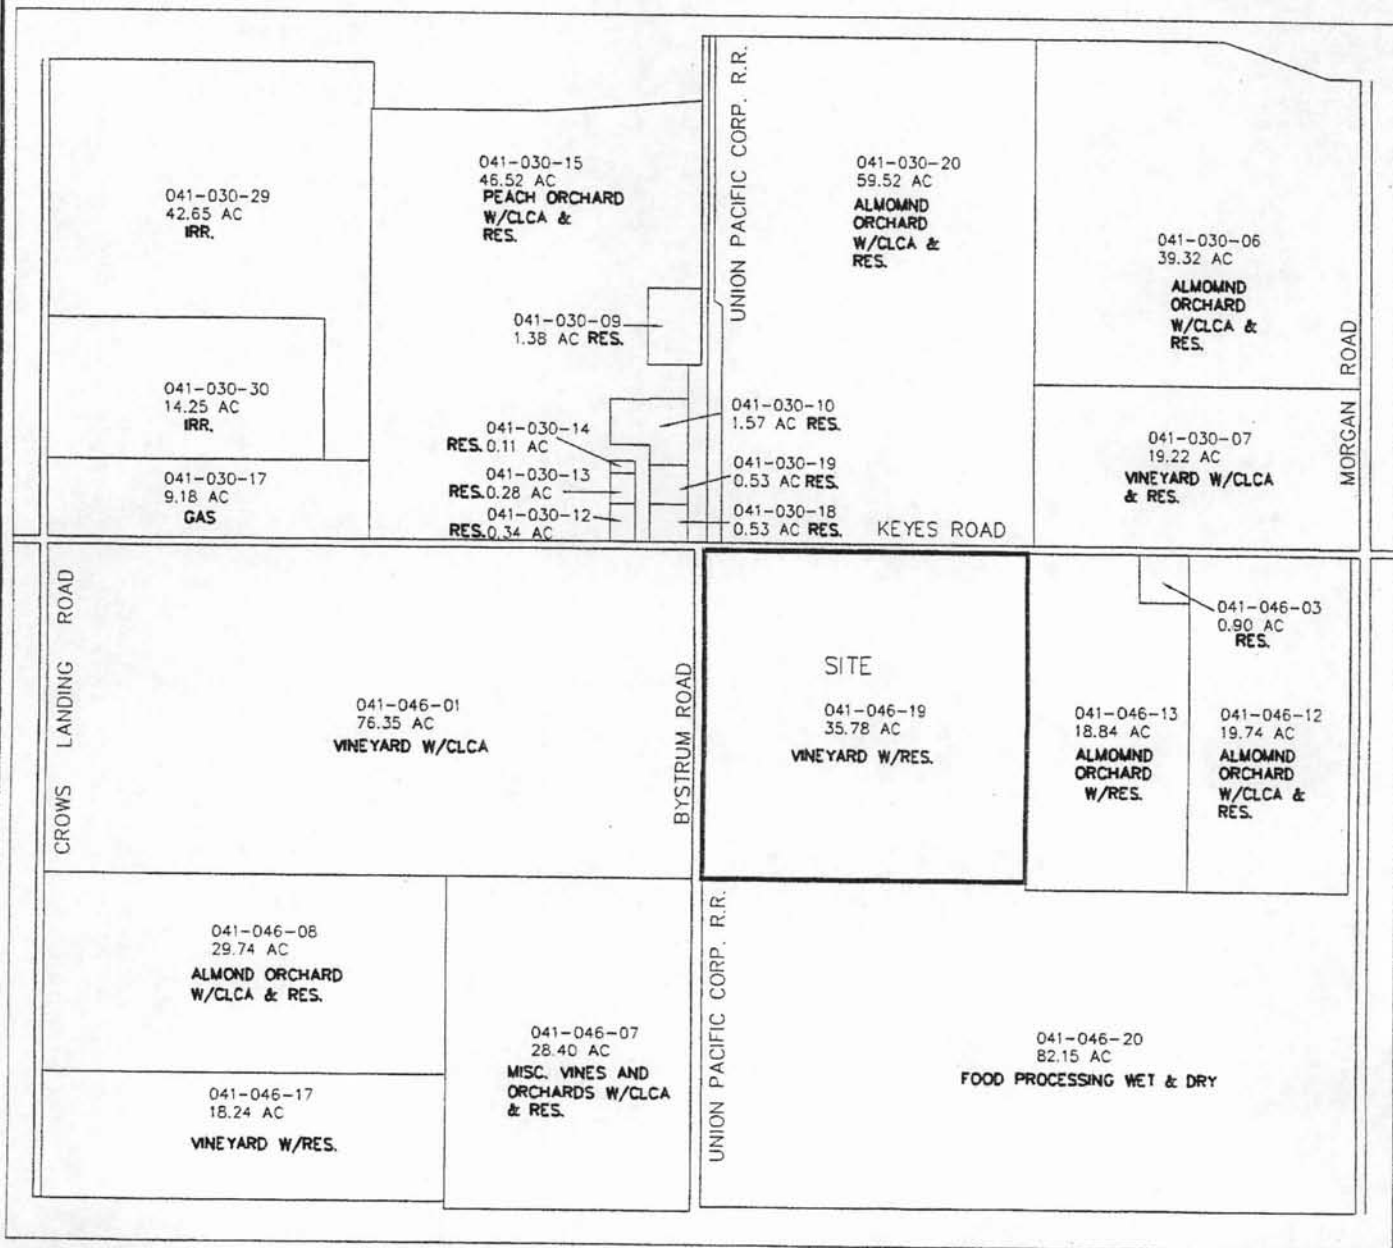 041-030-29
42.65 AC
IRR.
041-030-15
46.52 AC
PEACH ORCHARD
W/CLCA &
RES.
UNION PACIFIC CORP. R.R.
041-030-20
59.52 AC
ALMOMND
ORCHARD
W/CLCA &
RES.
041-030-06
39.32 AC
ALMOMND
ORCHARD
W/CLCA &
RES.
MORGAN ROAD
041-030-09
1.38 AC RES.
041-030-30
14.25 AC
IRR.
041-030-10
1.57 AC RES.
041-030-14
RES. 0.11 AC
041-030-07
19.22 AC
VINEYARD W/CLCA
& RES.
041-030-17
9.18 AC
GAS
041-030-13
RES. 0.28 AC
041-030-19
0.53 AC RES.
041-030-12
RES. 0.34 AC
041-030-18
0.53 AC RES.
KEYES ROAD
CROWS LANDING ROAD
041-046-01
76.35 AC
VINEYARD W/CLCA
BYSTRUM ROAD
SITE
041-046-19
35.78 AC
VINEYARD W/RES.
041-046-03
0.90 AC
RES.
041-046-13
18.84 AC
ALMOMND
ORCHARD
W/RES.
041-046-12
19.74 AC
ALMOMND
ORCHARD
W/CLCA &
RES.
041-046-08
29.74 AC
ALMOND ORCHARD
W/CLCA & RES.
041-046-07
28.40 AC
MISC. VINES AND
ORCHARDS W/CLCA
& RES.
UNION PACIFIC CORP. R.R.
041-046-20
82.15 AC
FOOD PROCESSING WET & DRY
041-046-17
18.24 AC
VINEYARD W/RES.